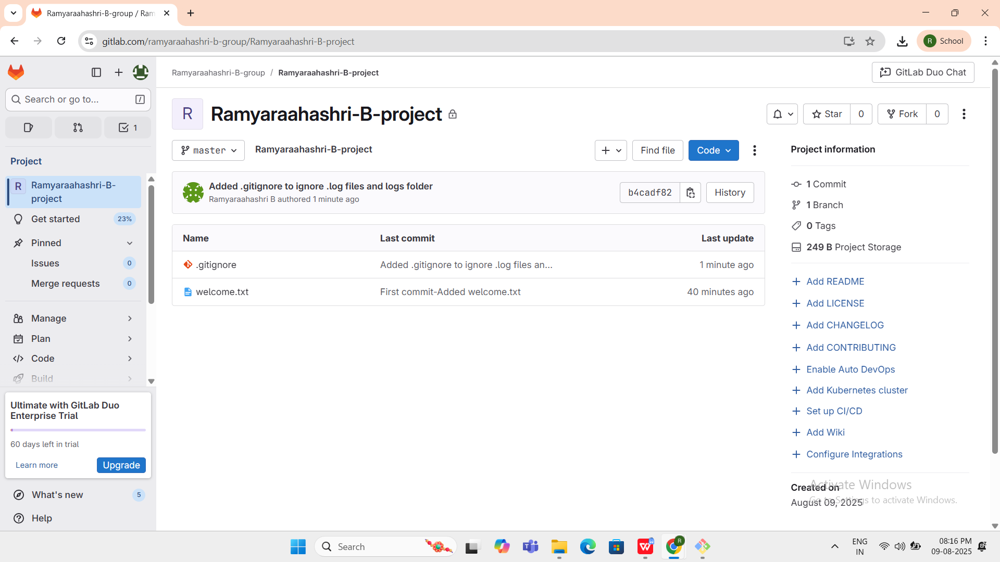 Ramyaraahashri-B-group / Ram
gitlab.com/ramyaraahashri-b-group/Ramyaraahashri-B-project
R School
Ramyaraahashri-B-group / Ramyaraahashri-B-project
GitLab Duo Chat
Search or go to... /
1
R Ramyaraahashri-B-project
Star 0
Fork 0
Project
R Ramyaraahashri-B-
project
Get started 23%
Pinned
Issues 0
Merge requests 0
Manage
Plan
Code
Build
Ultimate with GitLab Duo
Enterprise Trial
60 days left in trial
Learn more Upgrade
What's new 5
Help
master Ramyaraahashri-B-project
Find file Code
Added .gitignore to ignore .log files and logs folder
Ramyaraahashri B authored 1 minute ago
b4cadf82 History
Name Last commit Last update
.gitignore Added .gitignore to ignore .log files an... 1 minute ago
welcome.txt First commit-Added welcome.txt 40 minutes ago
Project information
1 Commit
1 Branch
0 Tags
249 B Project Storage
Add README
Add LICENSE
Add CHANGELOG
Add CONTRIBUTING
Enable Auto DevOps
Add Kubernetes cluster
Set up CI/CD
Add Wiki
Configure Integrations
Created on
August 09, 2025
Activate Windows
Go to Settings to activate Windows.
Search
ENG
IN
08:16 PM
09-08-2025